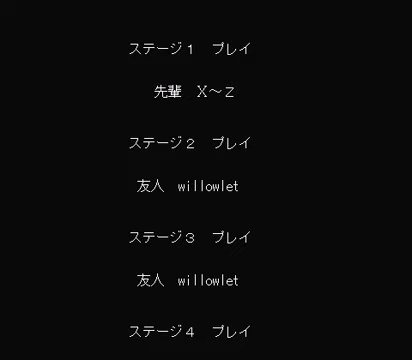 ステージ１　プレイ
先輩　Ｘ～Ｚ
ステージ２　プレイ
友人　willowlet
ステージ３　プレイ
友人　willowlet
ステージ４　プレイ